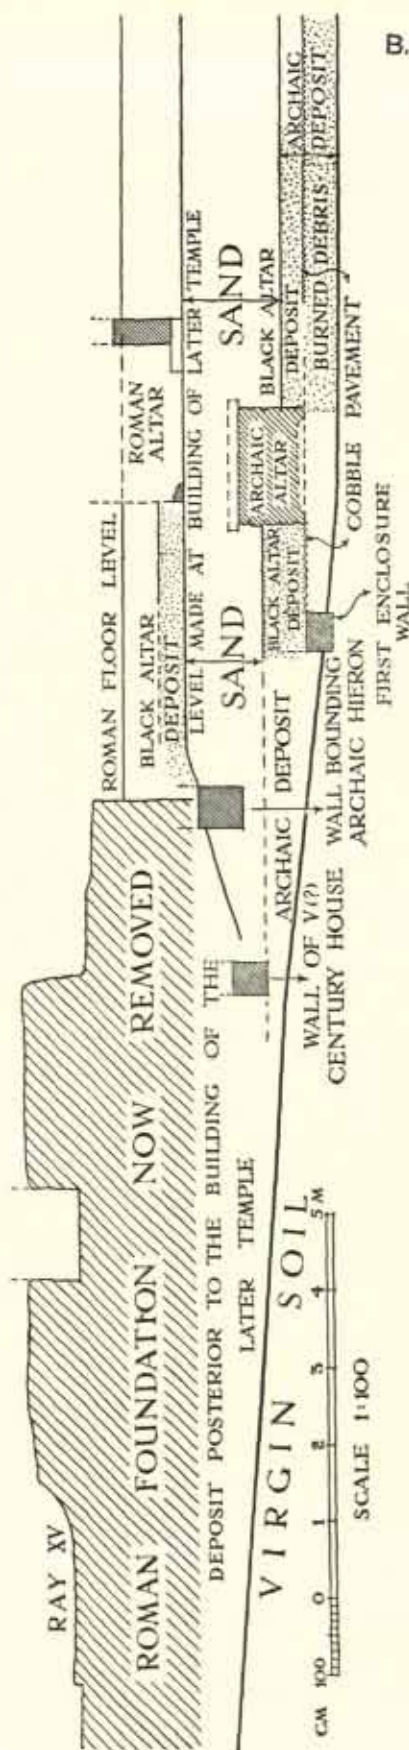 B.
RAY XV
ROMAN FOUNDATION NOW REMOVED
ROMAN FLOOR LEVEL
ROMAN
ALTAR
BLACK ALTAR
DEPOSIT
LEVEL MADE AT BUILDING OF LATER TEMPLE
SAND
SAND
DEPOSIT POSTERIOR TO THE BUILDING OF THE
LATER TEMPLE
BLACK ALTAR
DEPOSIT
ARCHAIC
ALTAR
BLACK ALTAR
DEPOSIT
ARCHAIC
DEPOSIT
BURNED DEBRIS
ARCHAIC DEPOSIT
COBBLE PAVEMENT
FIRST ENCLOSURE
WALL
WALL BOUNDING
ARCHAIC HIERON
WALL OF V(?)
CENTURY HOUSE
VIRGIN SOIL
CM 100 0 1 2 3 4 5 M
SCALE 1:100